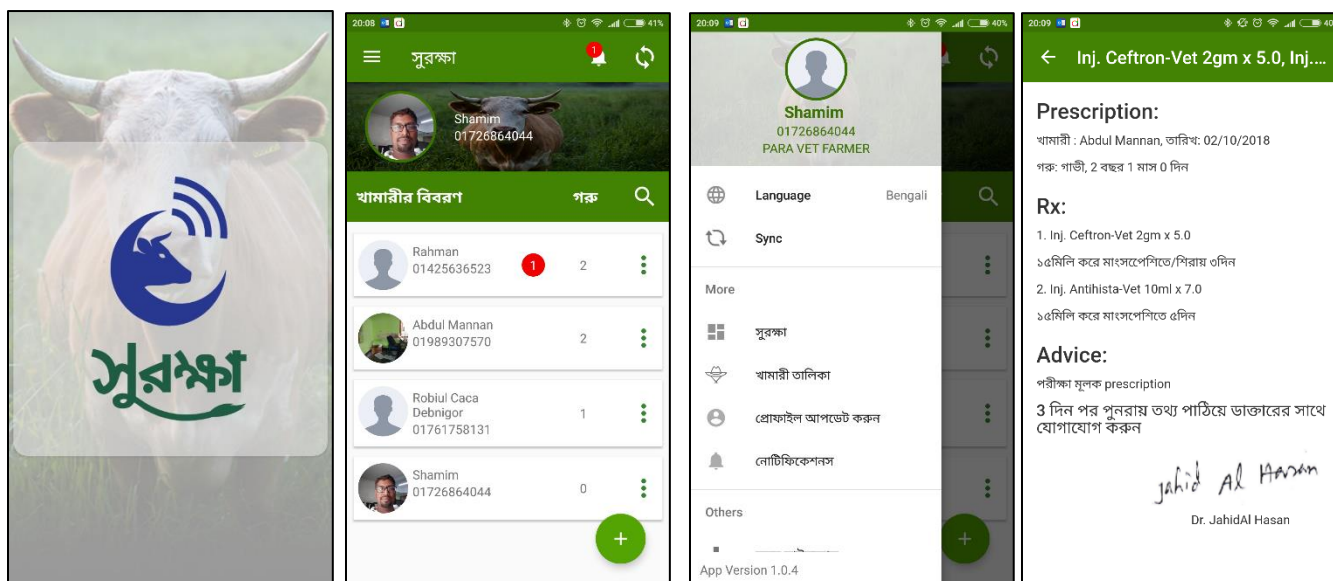 সুরক্ষা
20:08
41%
সুরক্ষা
1
Shamim
01726864044
খামারীর বিবরণ
গরু
Rahman
01425636523
1
2
Abdul Mannan
01989307570
2
Robiul Caca
Debnigor
01761758131
1
Shamim
01726864044
0
+
20:09
40%
Shamim
01726864044
PARA VET FARMER
Language
Bengali
Sync
More
সুরক্ষা
খামারী তালিকা
প্রোফাইল আপডেট করুন
নোটিফিকেশনস
Others
App Version 1.0.4
20:09
40
Inj. Ceftron-Vet 2gm x 5.0, Inj....
Prescription:
খামারী : Abdul Mannan, তারিখ: 02/10/2018
গরু: গাভী, 2 বছর 1 মাস 0 দিন
Rx:
1. Inj. Ceftron-Vet 2gm x 5.0
১৫মিলি করে মাংসপেশিতে/শিরায় ৩দিন
2. Inj. Antihista-Vet 10ml x 7.0
১৫মিলি করে মাংসপেশিতে ৫দিন
Advice:
পরীক্ষা মূলক prescription
3 দিন পর পুনরায় তথ্য পাঠিয়ে ডাক্তারের সাথে
যোগাযোগ করুন
Jahid Al Hasan
Dr. JahidAl Hasan